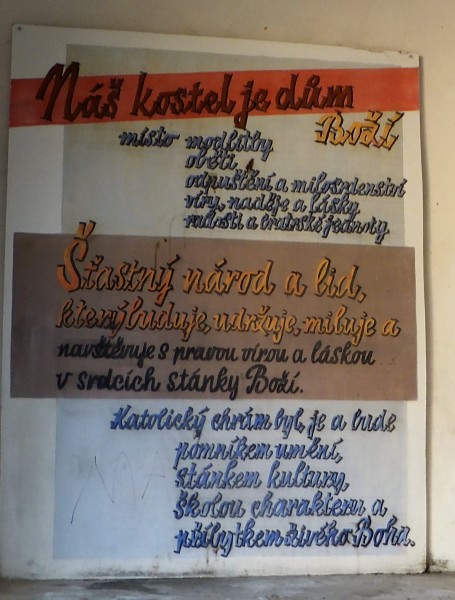 Náš kostel je dům
Boží
místo modlitby
oběti
odpuštění a milosrdenství
víry, naděje a lásky
radosti a bratrské jednoty.
Šťastný národ a lid,
který buduje, udržuje, miluje a
navštěvuje s pravou vírou a láskou
v srdcích stánky Boží.
Katolický chrám byl, je a bude
pomníkem umění,
stánkem kultury,
školou charakteru a
příbytkem živého Boha.